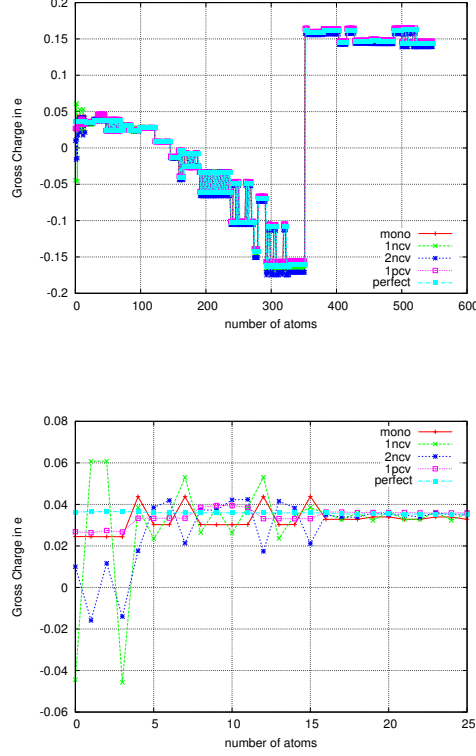 0.2
0.15
0.1
0.05
0
-0.05
-0.1
-0.15
-0.2
Gross Charge in e
mono
1ncv
2ncv
1pcv
perfect
0 100 200 300 400 500 600
number of atoms
0.08
0.06
0.04
0.02
0
-0.02
-0.04
-0.06
Gross Charge in e
mono
1ncv
2ncv
1pcv
perfect
0 5 10 15 20 25
number of atoms